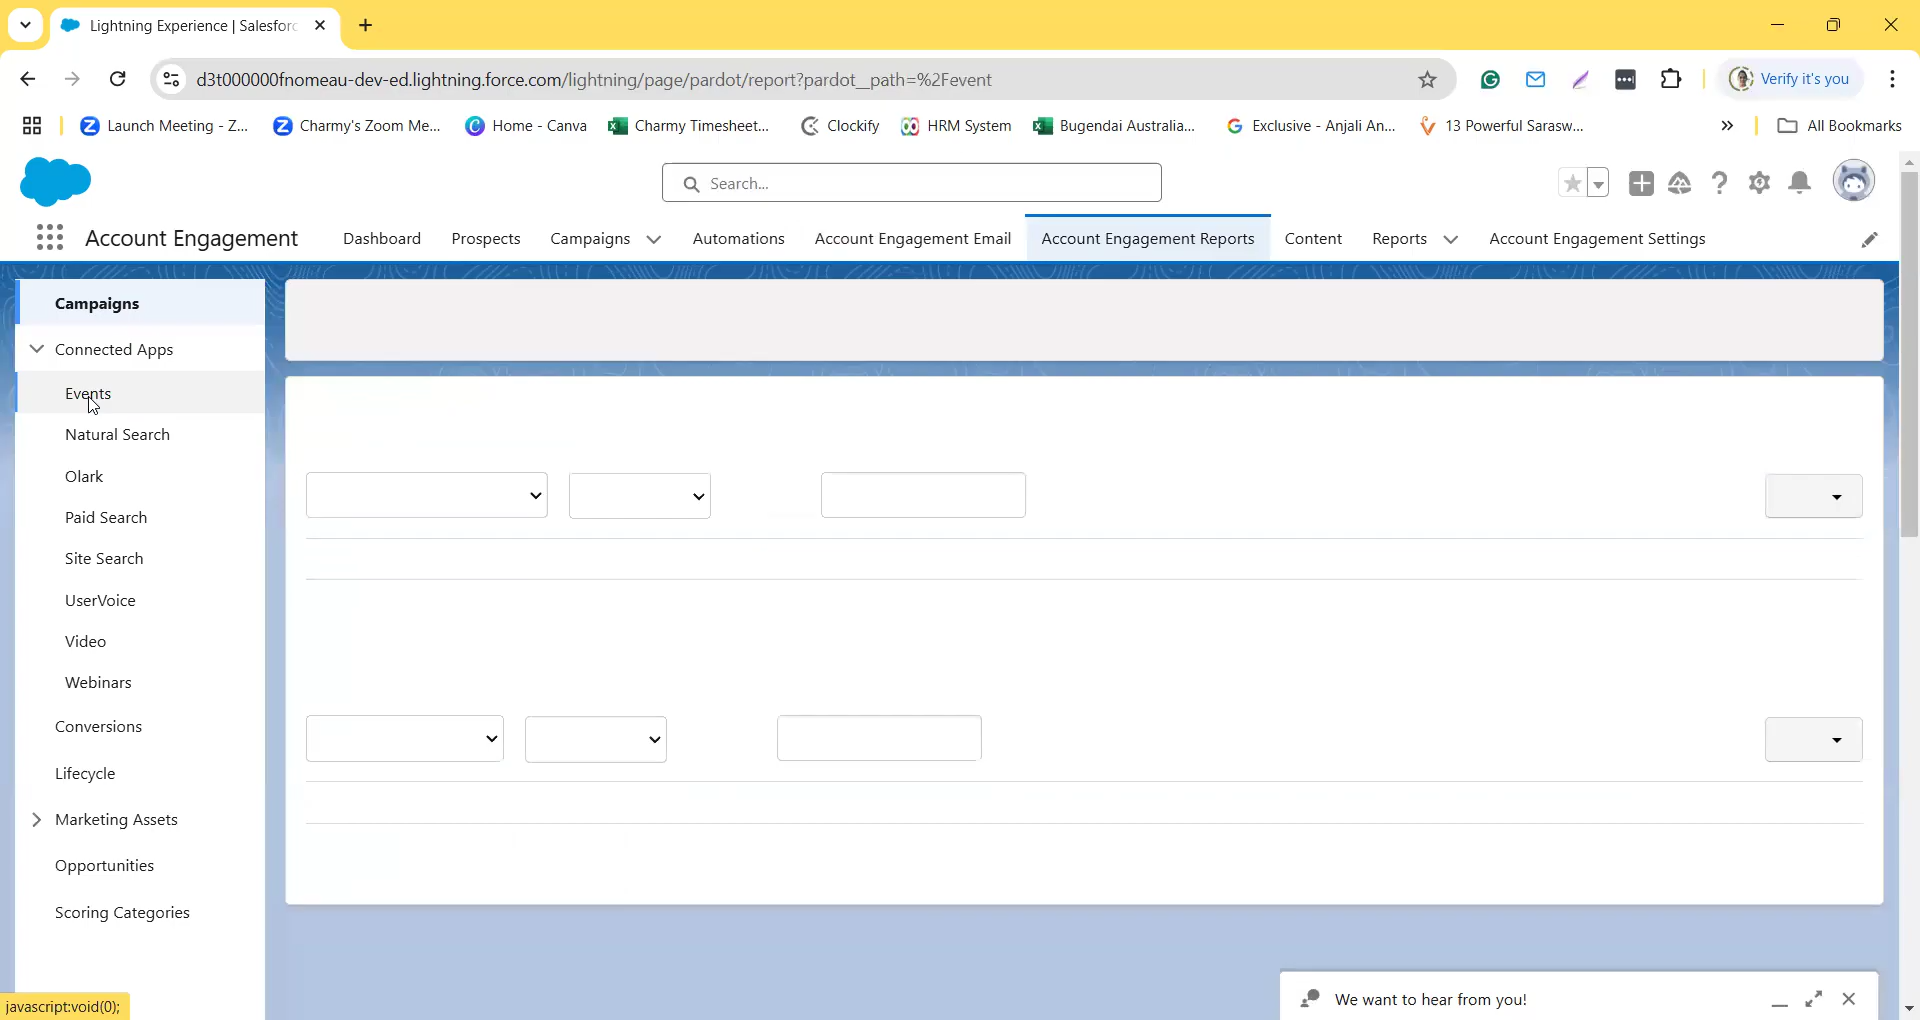 Lightning Experience | Salesforc
d3t000000fnomeau-dev-ed.lightning.force.com/lightning/page/pardot/report?pardot__path=%2Fevent
Verify it's you
Launch Meeting - Z...
Charmy's Zoom Me...
Home - Canva
Charmy Timesheet...
Clockify
HRM System
Bugendai Australia...
Exclusive - Anjali An...
13 Powerful Sarasw...
All Bookmarks
Search...
Account Engagement
Dashboard
Prospects
Campaigns
Automations
Account Engagement Email
Account Engagement Reports
Content
Reports
Account Engagement Settings
Campaigns
Connected Apps
Events
Natural Search
Olark
Paid Search
Site Search
UserVoice
Video
Webinars
Conversions
Lifecycle
Marketing Assets
Opportunities
Scoring Categories
We want to hear from you!
javascript:void(0);